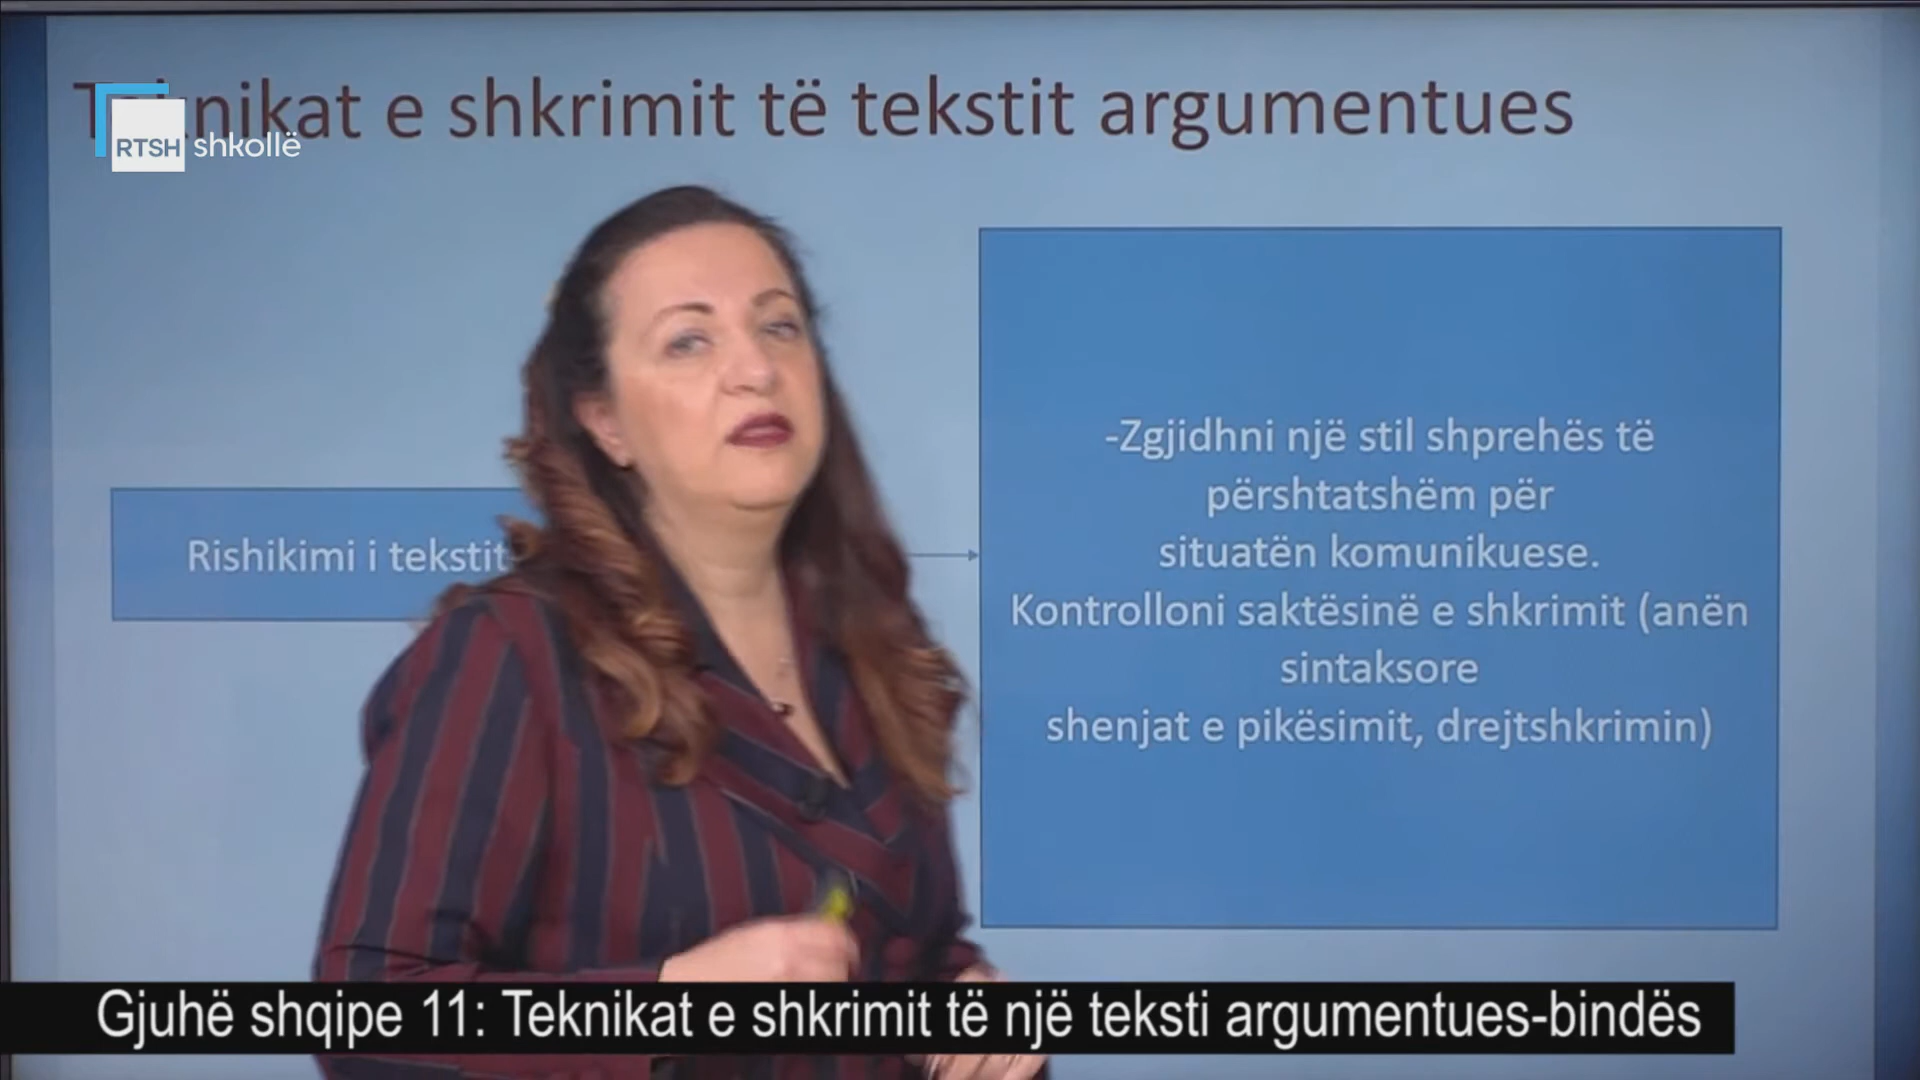 Teknikat e shkrimit të tekstit argumentues
RTSH shkollë
Rishikimi i tekstit
-Zgjidhni një stil shprehës të
përshtatshëm për
situatën komunikuese.
Kontrolloni saktësinë e shkrimit (anën
sintaksore
shenjat e pikësimit, drejtshkrimin)
Gjuhë shqipe 11: Teknikat e shkrimit të një teksti argumentues-bindës